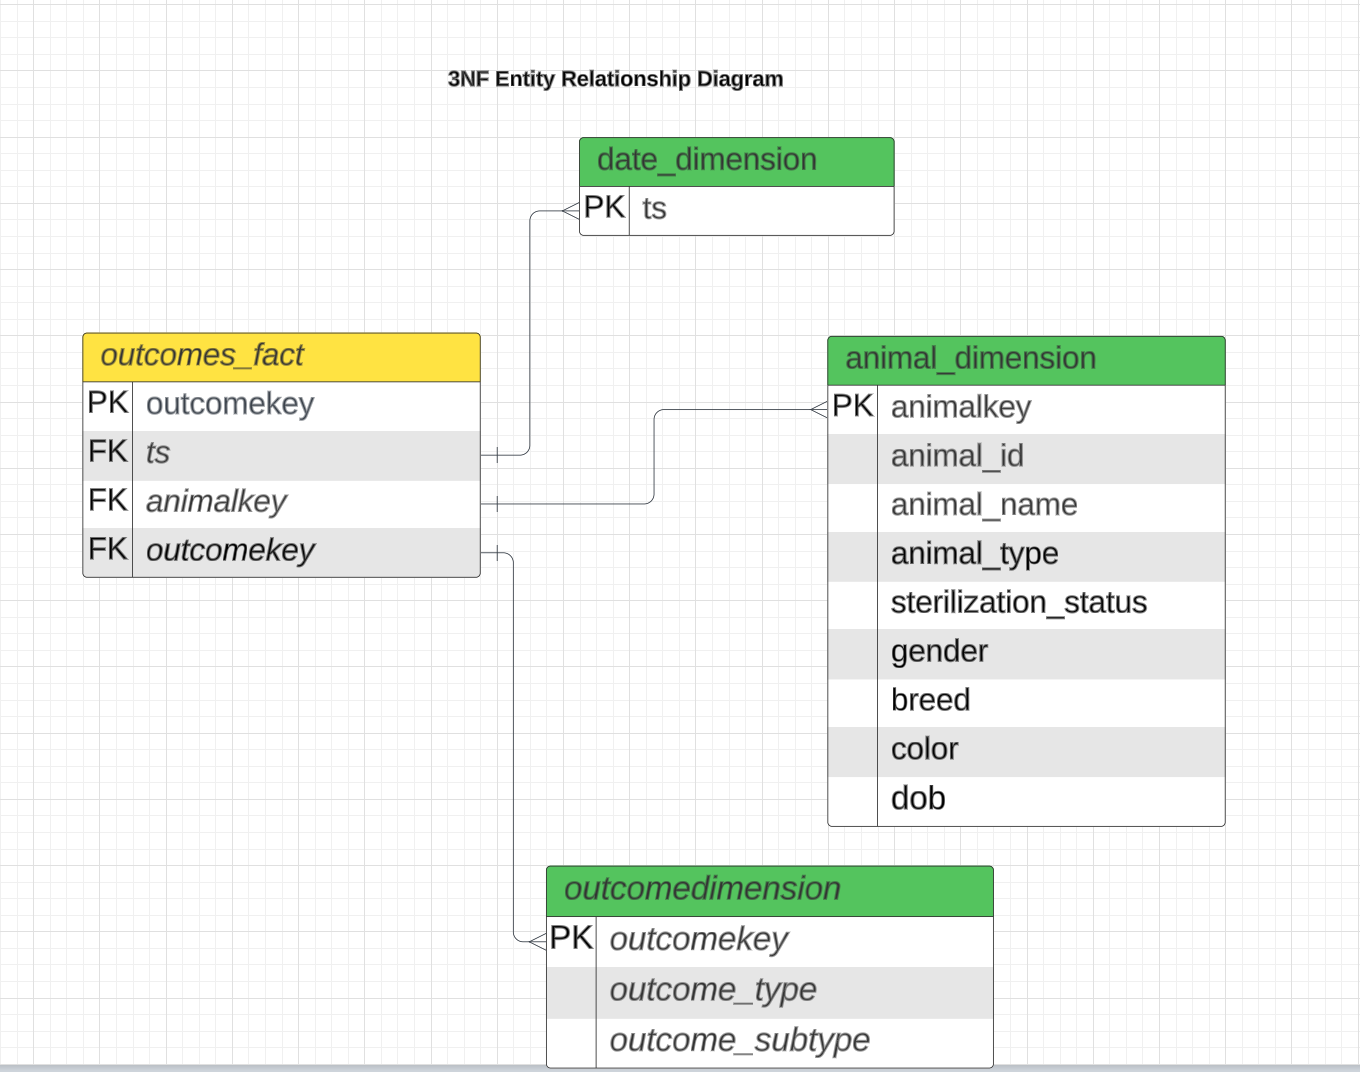 3NF Entity Relationship Diagram
date_dimension
PK ts
outcomes_fact
PK outcomekey
FK ts
FK animalkey
FK outcomekey
animal_dimension
PK animalkey
animal_id
animal_name
animal_type
sterilization_status
gender
breed
color
dob
outcomedimension
PK outcomekey
outcome_type
outcome_subtype